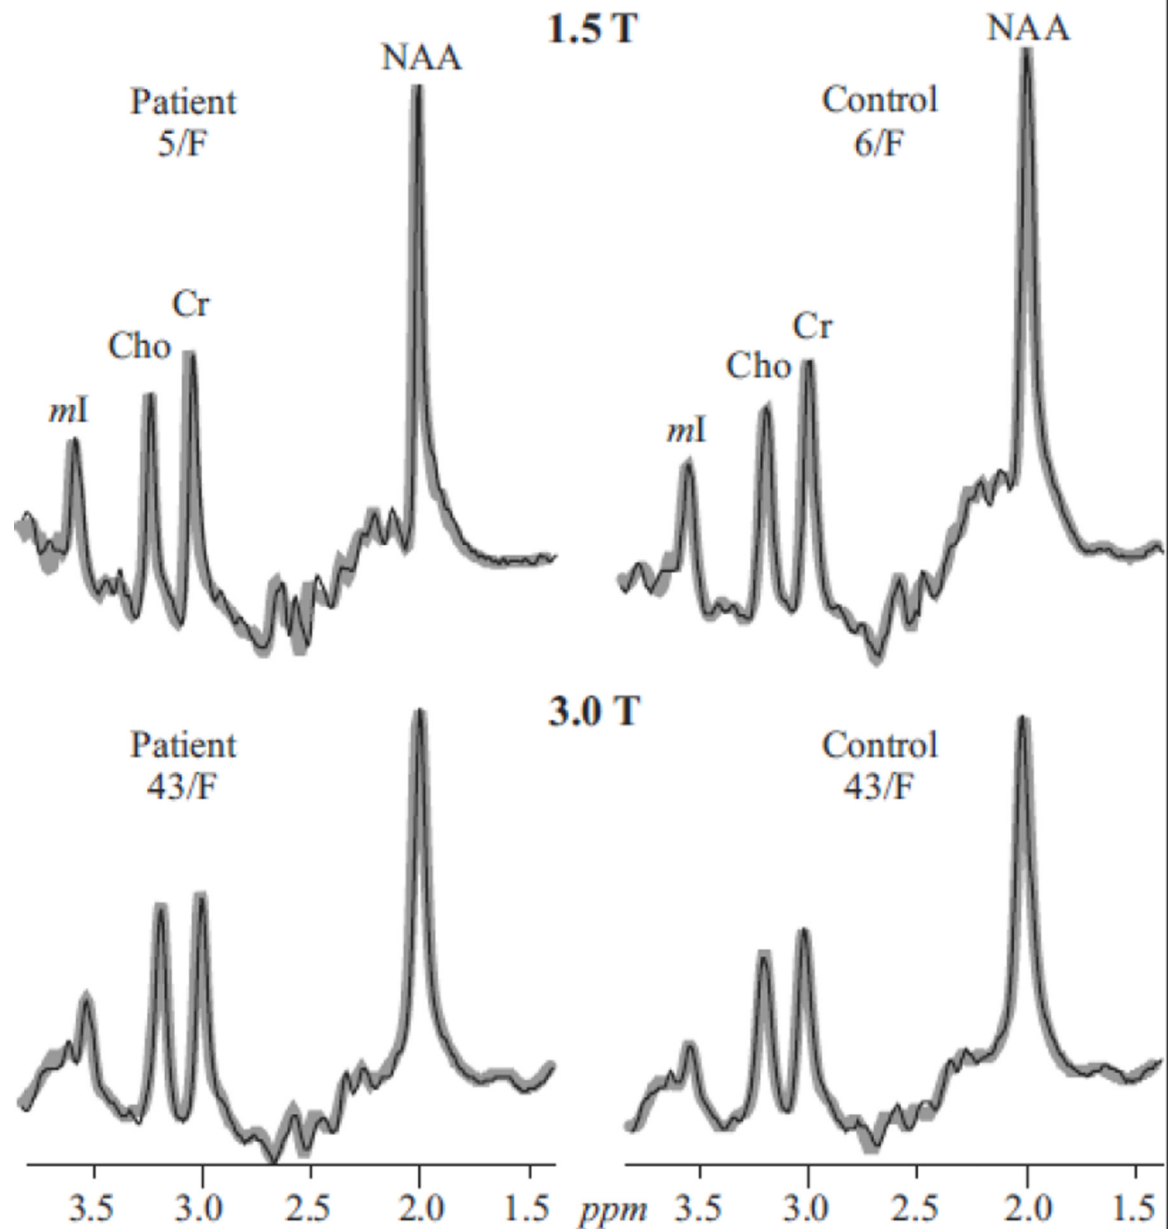 1.5 T
NAA
NAA
Patient
5/F
Control
6/F
Cr
Cho
mI
Cr
Cho
mI
3.0 T
Patient
43/F
Control
43/F
3.5 3.0 2.5 2.0 1.5 ppm 3.5 3.0 2.5 2.0 1.5